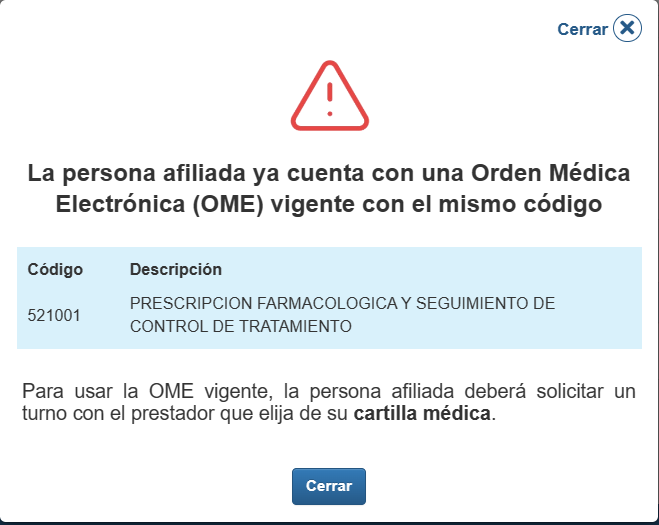 Cerrar
La persona afiliada ya cuenta con una Orden Médica
Electrónica (OME) vigente con el mismo código
Código Descripción
521001 PRESCRIPCION FARMACOLOGICA Y SEGUIMIENTO DE
CONTROL DE TRATAMIENTO
Para usar la OME vigente, la persona afiliada deberá solicitar un
turno con el prestador que elija de su cartilla médica.
Cerrar